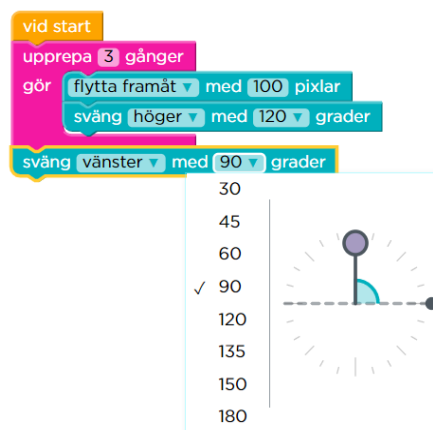 vid start
upprepa 3 gånger
gör flytta framåt ▾ med 100 pixlar
sväng höger ▾ med 120 ▾ grader
sväng vänster ▾ med 90 ▾ grader
30
45
60
✓ 90
120
135
150
180